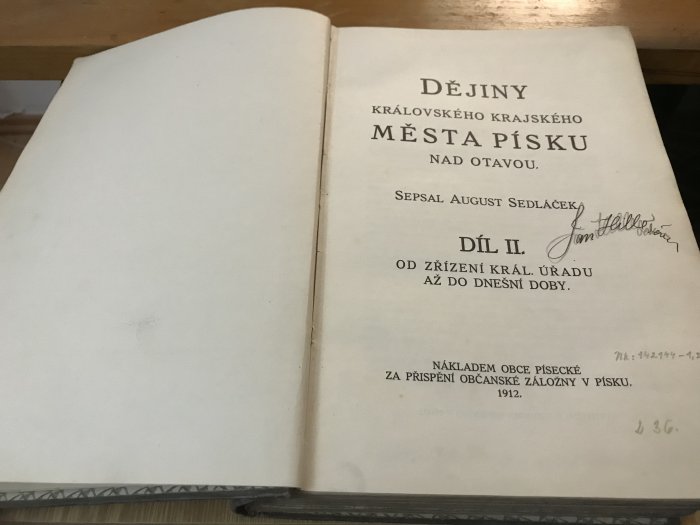 DĚJINY
KRÁLOVSKÉHO KRAJSKÉHO
MĚSTA PÍSKU
NAD OTAVOU.
SEPSAL AUGUST SEDLÁČEK.
DÍL II.
OD ZŘÍZENÍ KRÁL. ÚŘADU
AŽ DO DNEŠNÍ DOBY.
NÁKLADEM OBCE PÍSECKÉ
ZA PŘISPĚNÍ OBČANSKÉ ZÁLOŽNY V PÍSKU.
1912.